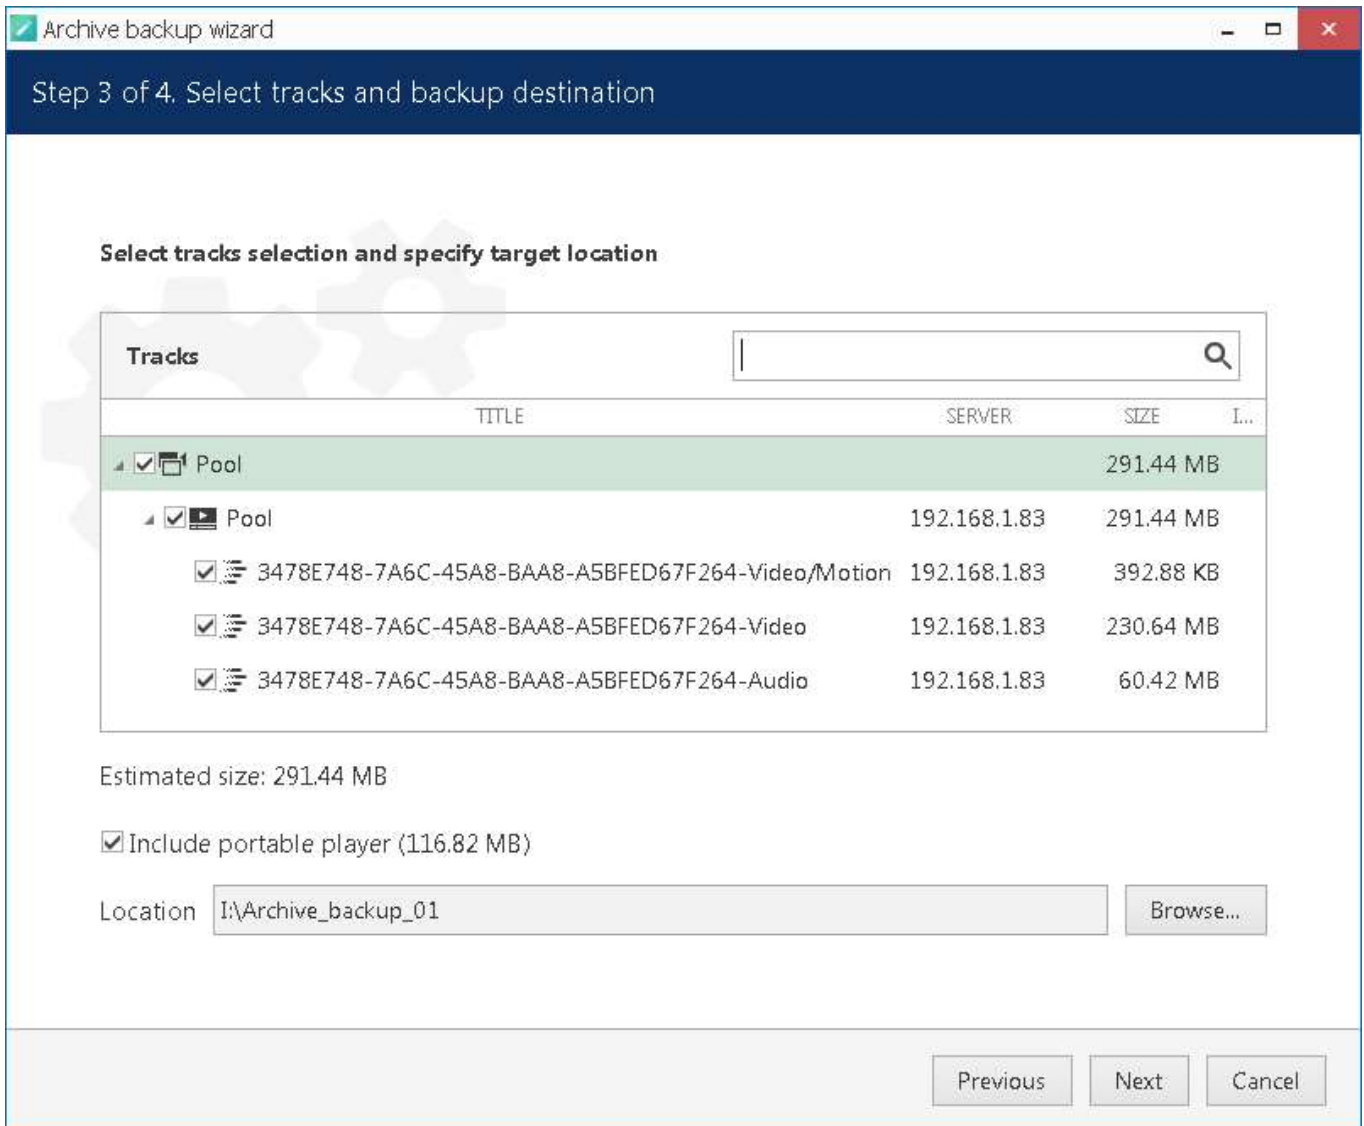 Archive backup wizard
Step 3 of 4. Select tracks and backup destination
Select tracks selection and specify target location
Tracks
TITLE SERVER SIZE I...
Pool 291.44 MB
Pool 192.168.1.83 291.44 MB
3478E748-7A6C-45A8-BAA8-A5BFED67F264-Video/Motion 192.168.1.83 392.88 KB
3478E748-7A6C-45A8-BAA8-A5BFED67F264-Video 192.168.1.83 230.64 MB
3478E748-7A6C-45A8-BAA8-A5BFED67F264-Audio 192.168.1.83 60.42 MB
Estimated size: 291.44 MB
Include portable player (116.82 MB)
Location I:\Archive_backup_01 Browse...
Previous Next Cancel